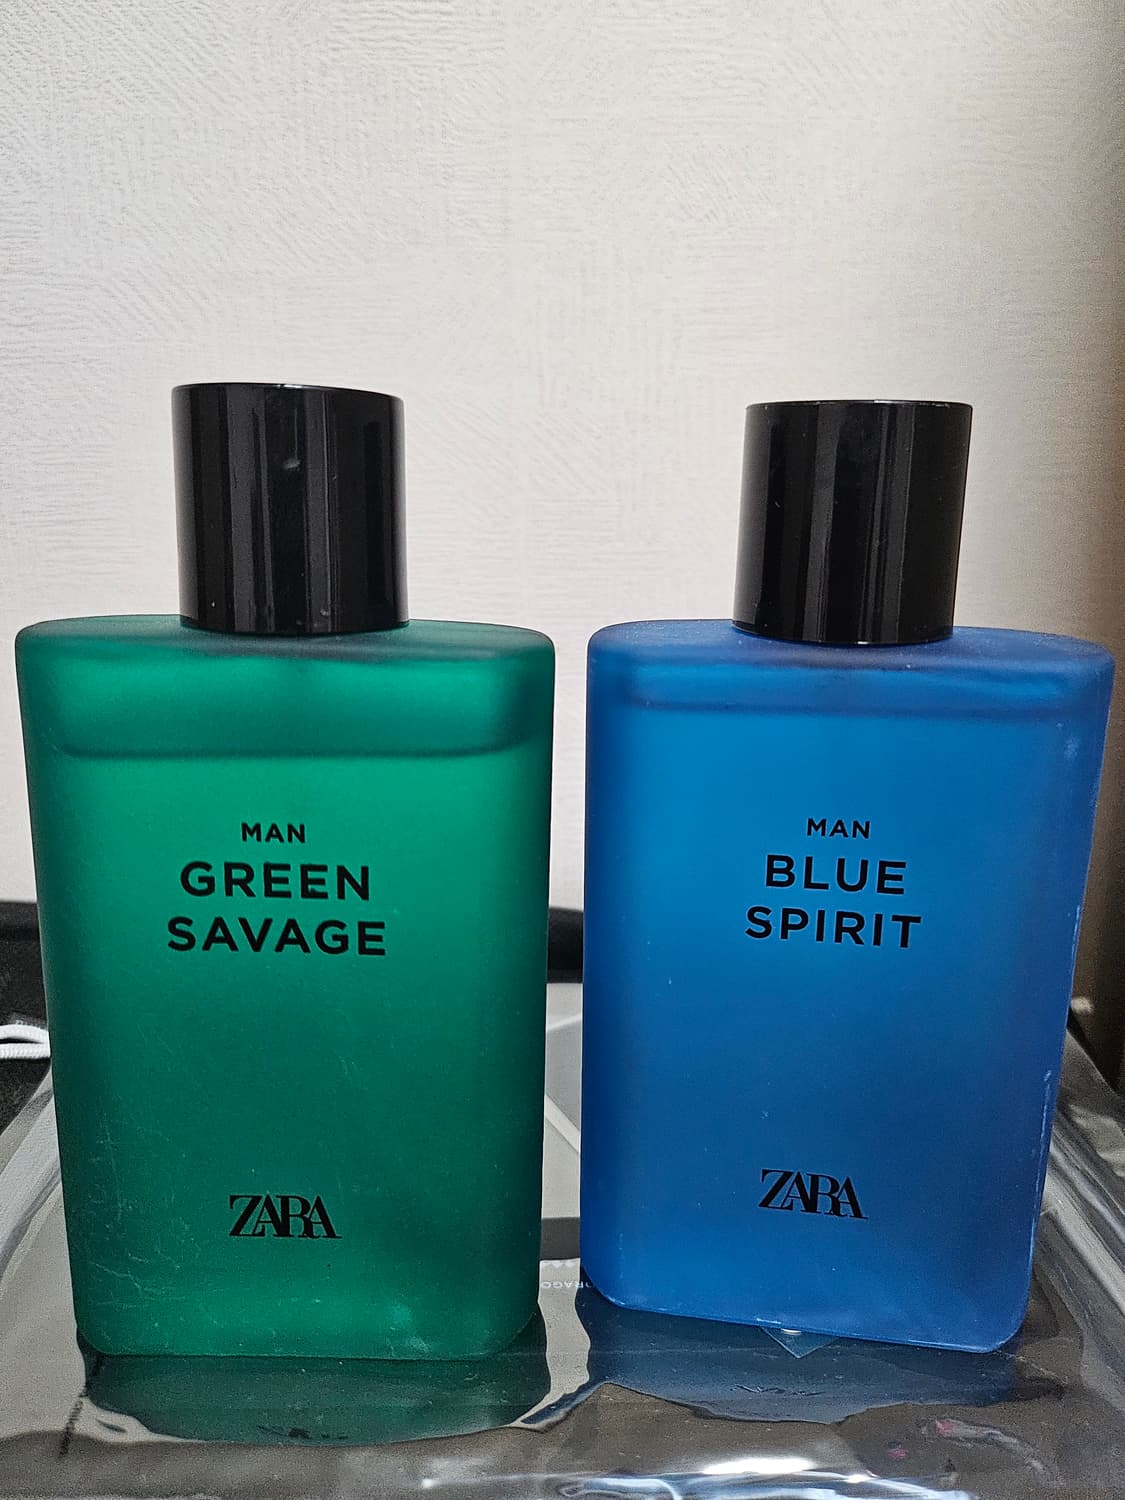 MAN
GREEN
SAVAGE
ZARA
MAN
BLUE
SPIRIT
ZARA